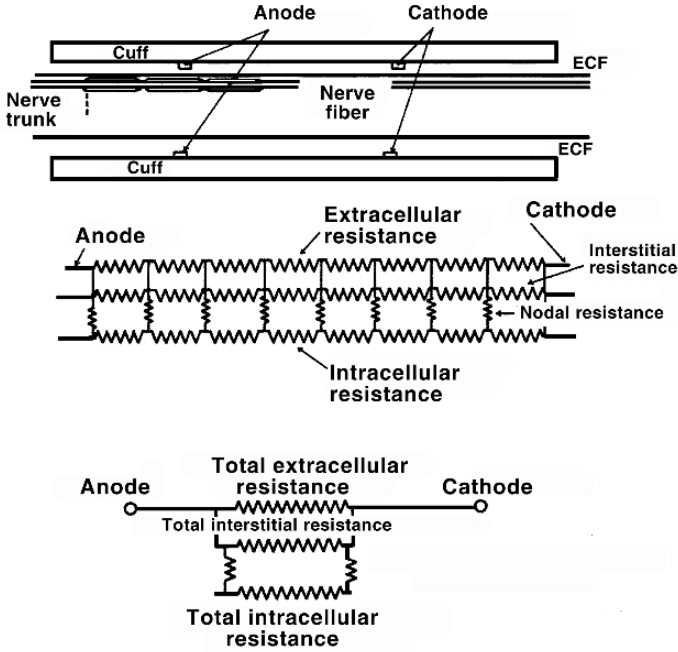 Anode
Cathode
Cuff
ECF
Nerve
trunk
Nerve
fiber
ECF
Cuff
Extracellular
resistance
Cathode
Anode
Interstitial
resistance
Nodal resistance
Intracellular
resistance
Total extracellular
resistance
Anode
Cathode
Total interstitial resistance
Total intracellular
resistance